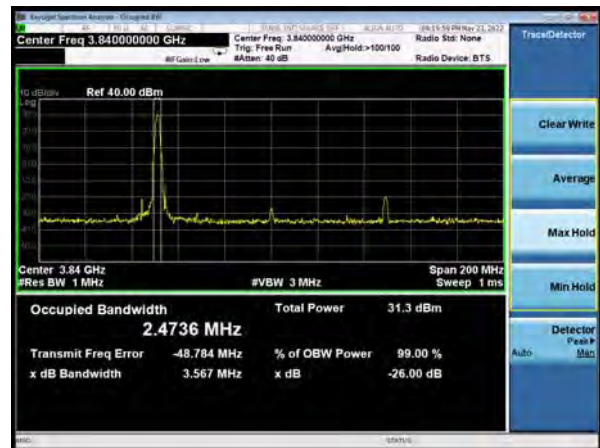 Keysight Spectrum Analyzer - Occupied BW
Center Freq 3.840000000 GHz
Center Freq: 3.840000000 GHz
Radio Std: None
Trig: Free Run
Avg|Hold:>100/100
#IFGain:Low
#Atten: 40 dB
Radio Device: BTS
10 dB/div
Ref 40.00 dBm
Log
Center 3.84 GHz
Span 200 MHz
#Res BW 1 MHz
#VBW 3 MHz
Sweep 1 ms
Occupied Bandwidth
Total Power
31.3 dBm
2.4736 MHz
Transmit Freq Error
-48.784 MHz
% of OBW Power
99.00 %
x dB Bandwidth
3.567 MHz
x dB
-26.00 dB
Trace/Detector
Clear Write
Average
Max Hold
Min Hold
Detector
Peak
Auto
Man
MSG
STATUS